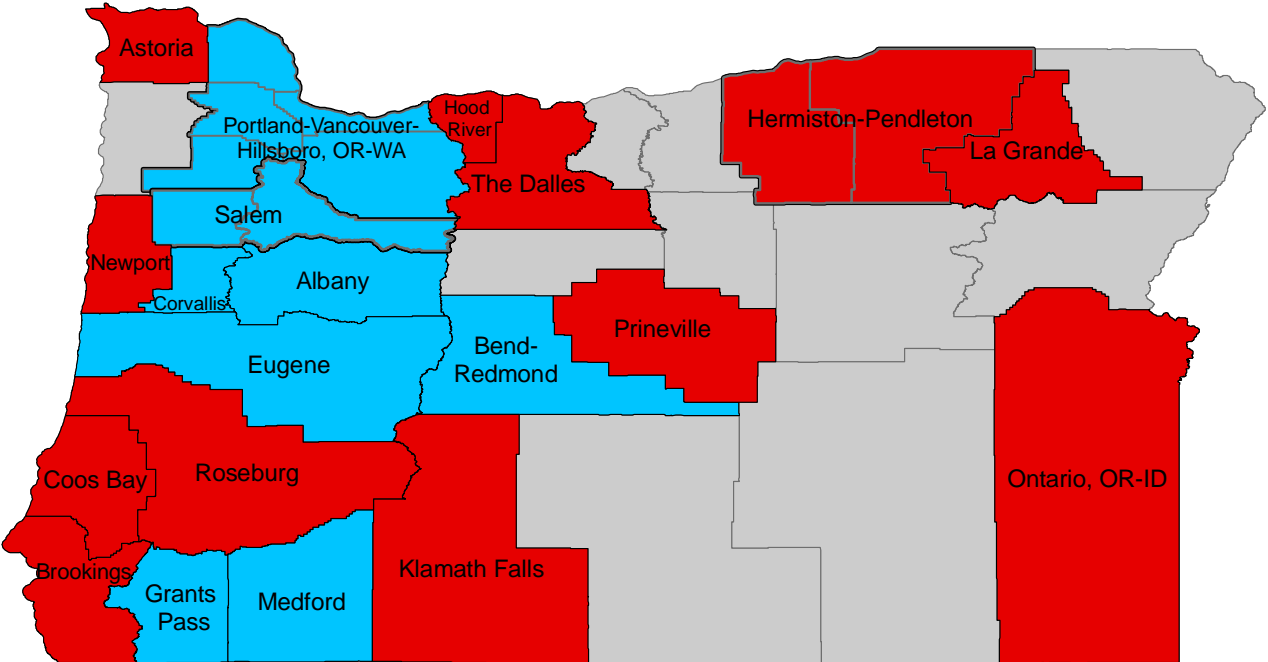 Astoria
Hood
River
Portland-Vancouver-
Hillsboro, OR-WA
Hermiston-Pendleton
La Grande
The Dalles
Salem
Newport
Albany
Corvallis
Prineville
Bend-
Redmond
Eugene
Roseburg
Coos Bay
Ontario, OR-ID
Klamath Falls
Brookings
Grants
Pass
Medford